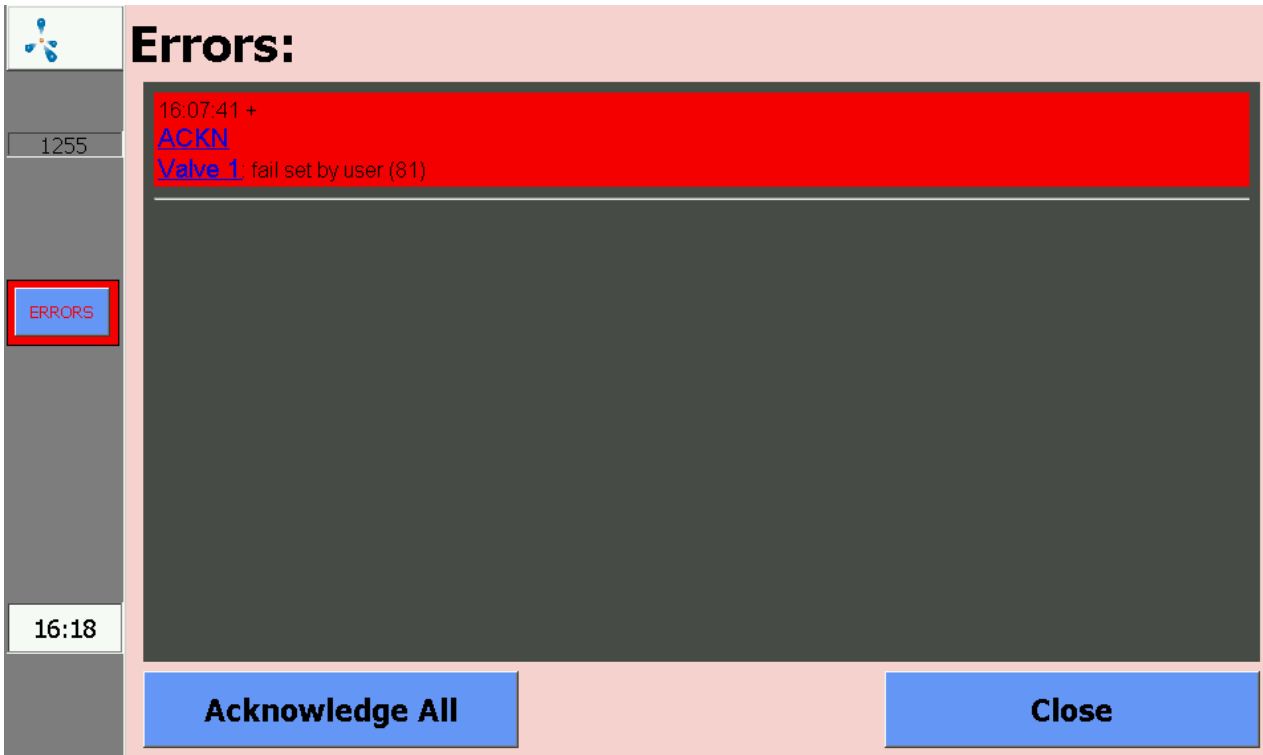 Errors:
16:07:41 +
ACKN
Valve 1: fail set by user (81)
1255
ERRORS
16:18
Acknowledge All
Close